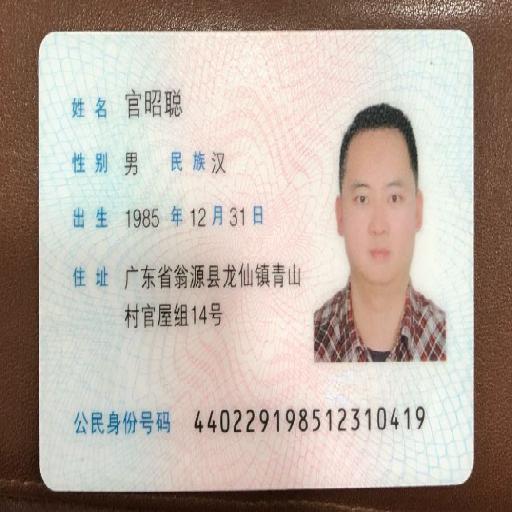 姓名 官昭聪
性别 男 民族 汉
出生 1985 年 12 月 31 日
住址 广东省翁源县龙仙镇青山
村官屋组14号
公民身份号码 440229198512310419